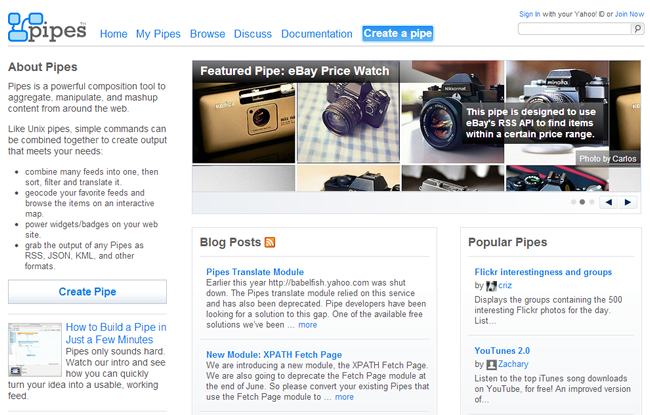 pipes™
Home My Pipes Browse Discuss Documentation Create a pipe
Sign In with your Yahoo! ID or Join Now
About Pipes
Pipes is a powerful composition tool to
aggregate, manipulate, and mashup
content from around the web.
Like Unix pipes, simple commands can
be combined together to create output
that meets your needs:
• combine many feeds into one, then
sort, filter and translate it.
• geocode your favorite feeds and
browse the items on an interactive
map.
• power widgets/badges on your web
site.
• grab the output of any Pipes as
RSS, JSON, KML, and other
formats.
Create Pipe
How to Build a Pipe in
Just a Few Minutes
Pipes only sounds hard.
Watch our intro and see
how you can quickly
turn your idea into a usable, working
feed.
Featured Pipe: eBay Price Watch
Nikkormat
minolta
This pipe is designed to use
eBay's RSS API to find items
within a certain price range.
Photo by Carlos
Blog Posts
Pipes Translate Module
Earlier this year http://babelfish.yahoo.com was shut
down. The Pipes translate module relied on this service
and has also been deprecated. Pipe developers have been
looking for a solution to this gap. One of the available free
solutions we've been … more
New Module: XPATH Fetch Page
We are introducing a new module, the XPATH Fetch Page.
We are also going to deprecate the Fetch Page module at
the end of June. So please convert your existing Pipes that
use the Fetch Page module to … more
Popular Pipes
Flickr interestingness and groups
by criz
Displays the groups containing the 500
interesting Flickr photos for the day.
List…
YouTunes 2.0
by Zachary
Listen to the top iTunes song downloads
on YouTube, for free! An improved version
of…